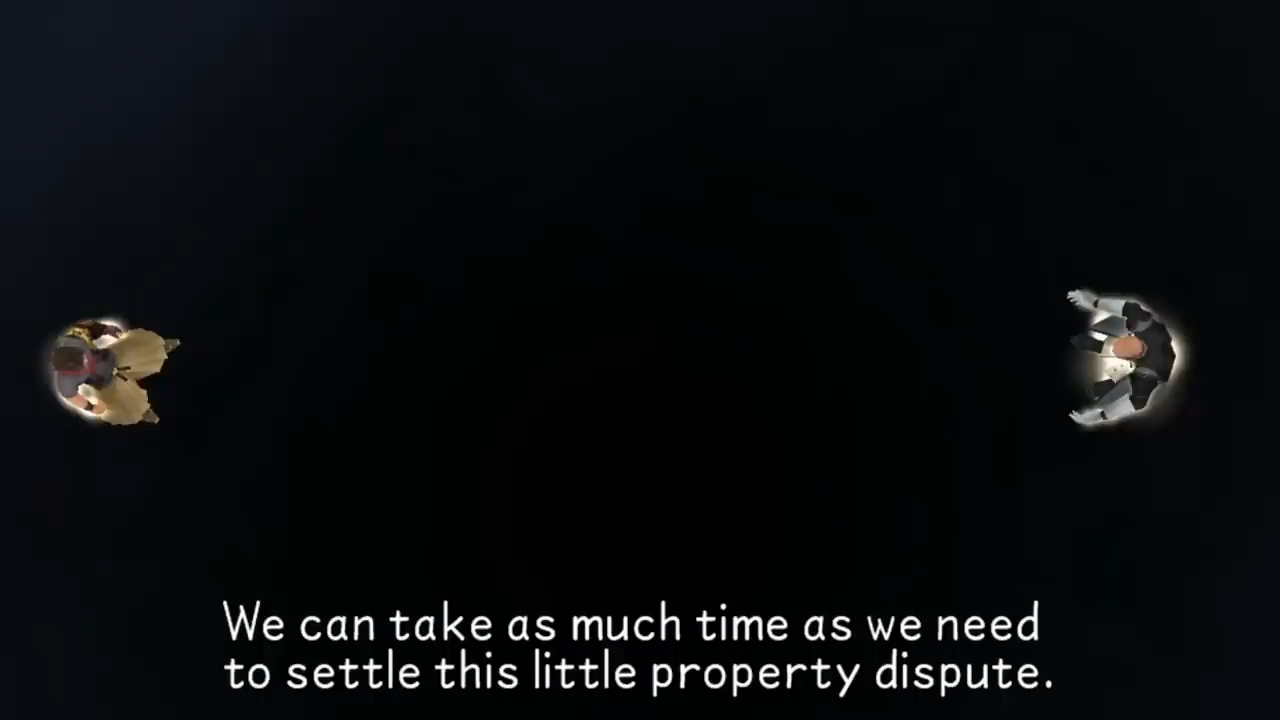 We can take as much time as we need
to settle this little property dispute.